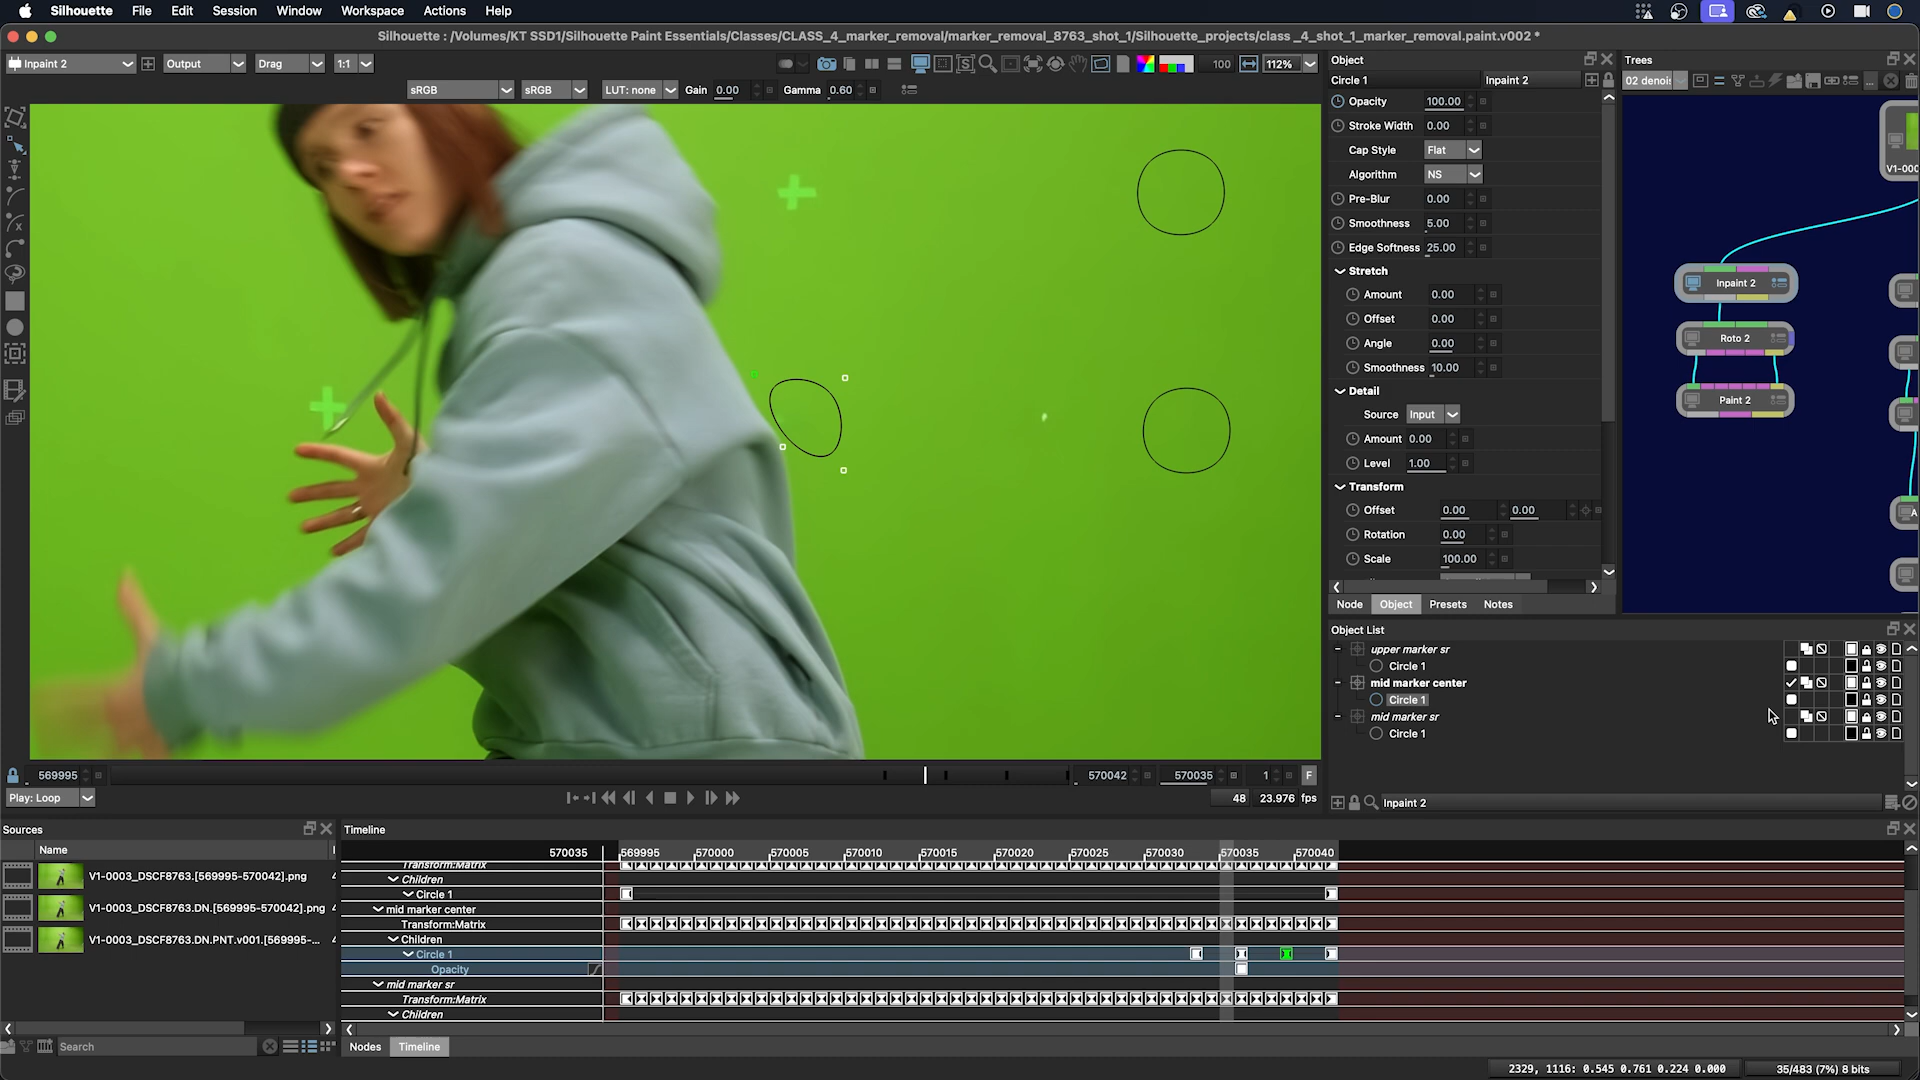 Silhouette File Edit Session Window Workspace Actions Help
Silhouette : /Volumes/KT SSD1/Silhouette Paint Essentials/Classes/CLASS_4_marker_removal/marker_removal_8763_shot_1/Silhouette_projects/class _4_shot_1_marker_removal.paint.v002 *
Inpaint 2 Output Drag 1:1 100 112%
sRGB sRGB LUT: none Gain 0.00 Gamma 0.60
Object
Circle 1 Inpaint 2
Opacity 100.00
Stroke Width 0.00
Cap Style Flat
Algorithm NS
Pre-Blur 0.00
Smoothness 5.00
Edge Softness 25.00
Stretch
Amount 0.00
Offset 0.00
Angle 0.00
Smoothness 10.00
Detail
Source Input
Amount 0.00
Level 1.00
Transform
Offset 0.00 0.00
Rotation 0.00
Scale 100.00
Node Object Presets Notes
Trees
02 denoi
V1-000
Inpaint 2
Roto 2
Paint 2
A
Object List
upper marker sr
Circle 1
mid marker center
Circle 1
mid marker sr
Circle 1
Inpaint 2
569995 570042 570035 1 F
Play: Loop 48 23.976 fps
Sources
Name
V1-0003_DSCF8763.[569995-570042].png
V1-0003_DSCF8763.DN.[569995-570042].png
V1-0003_DSCF8763.DN.PNT.v001.[569995-...
Search
Timeline
570035 569995 570000 570005 570010 570015 570020 570025 570030 570035 570040
Transform:Matrix
Children
Circle 1
mid marker center
Transform:Matrix
Children
Circle 1
Opacity
mid marker sr
Transform:Matrix
Children
Nodes Timeline
2329, 1116: 0.545 0.761 0.224 0.000 35/483 (7%) 8 bits